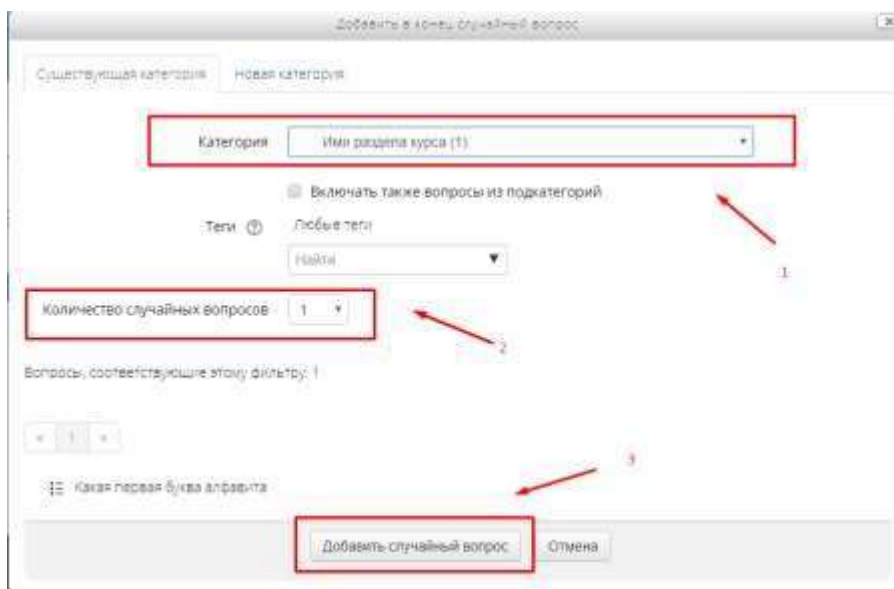 Добавить в конец случайный вопрос
Существующая категория Новая категория
Категория Имя раздела курса (1)
Включать также вопросы из подкатегорий
Теги Любые теги
Найти
1
Количество случайных вопросов 1
2
Вопросы, соответствующие этому фильтру: 1
« 1 »
3
Какая первая буква алфавита
Добавить случайный вопрос Отмена